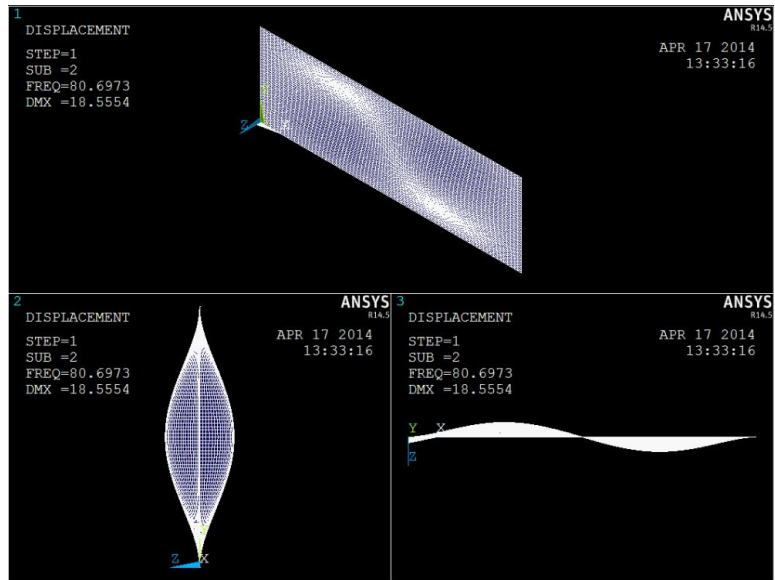 1
ANSYS
R14.5
DISPLACEMENT
STEP=1
SUB =2
FREQ=80.6973
DMX =18.5554
APR 17 2014
13:33:16
Y
Z
X
2
ANSYS
R14.5
DISPLACEMENT
STEP=1
SUB =2
FREQ=80.6973
DMX =18.5554
APR 17 2014
13:33:16
Y
Z
X
3
ANSYS
R14.5
DISPLACEMENT
STEP=1
SUB =2
FREQ=80.6973
DMX =18.5554
APR 17 2014
13:33:16
Y
X
Z